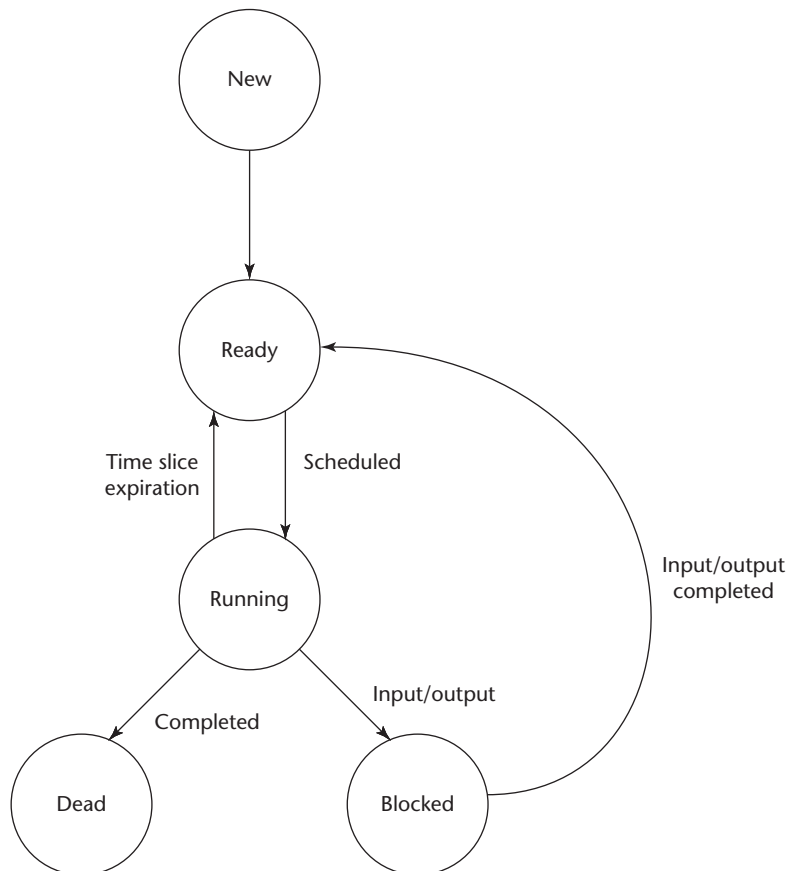 New
Ready
Time slice
expiration
Scheduled
Running
Input/output
completed
Input/output
Completed
Dead
Blocked